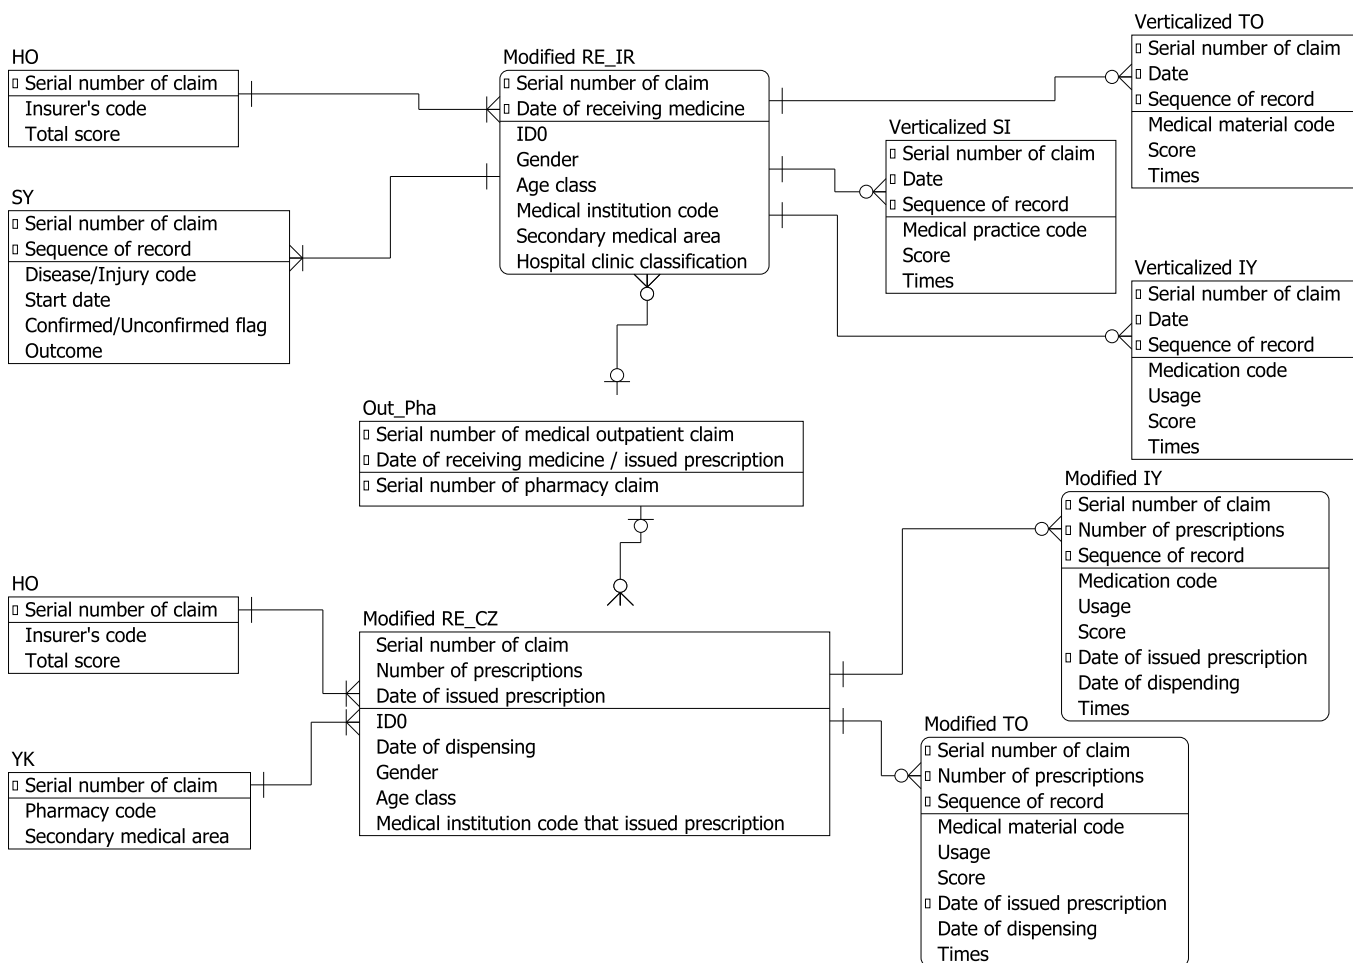 HO
Serial number of claim
Insurer's code
Total score
SY
Serial number of claim
Sequence of record
Disease/Injury code
Start date
Confirmed/Unconfirmed flag
Outcome
Modified RE_IR
Serial number of claim
Date of receiving medicine
ID0
Gender
Age class
Medical institution code
Secondary medical area
Hospital clinic classification
Verticalized TO
Serial number of claim
Date
Sequence of record
Medical material code
Score
Times
Verticalized SI
Serial number of claim
Date
Sequence of record
Medical practice code
Score
Times
Verticalized IY
Serial number of claim
Date
Sequence of record
Medication code
Usage
Score
Times
Out_Pha
Serial number of medical outpatient claim
Date of receiving medicine / issued prescription
Serial number of pharmacy claim
HO
Serial number of claim
Insurer's code
Total score
YK
Serial number of claim
Pharmacy code
Secondary medical area
Modified RE_CZ
Serial number of claim
Number of prescriptions
Date of issued prescription
ID0
Date of dispensing
Gender
Age class
Medical institution code that issued prescription
Modified IY
Serial number of claim
Number of prescriptions
Sequence of record
Medication code
Usage
Score
Date of issued prescription
Date of dispending
Times
Modified TO
Serial number of claim
Number of prescriptions
Sequence of record
Medical material code
Usage
Score
Date of issued prescription
Date of dispensing
Times